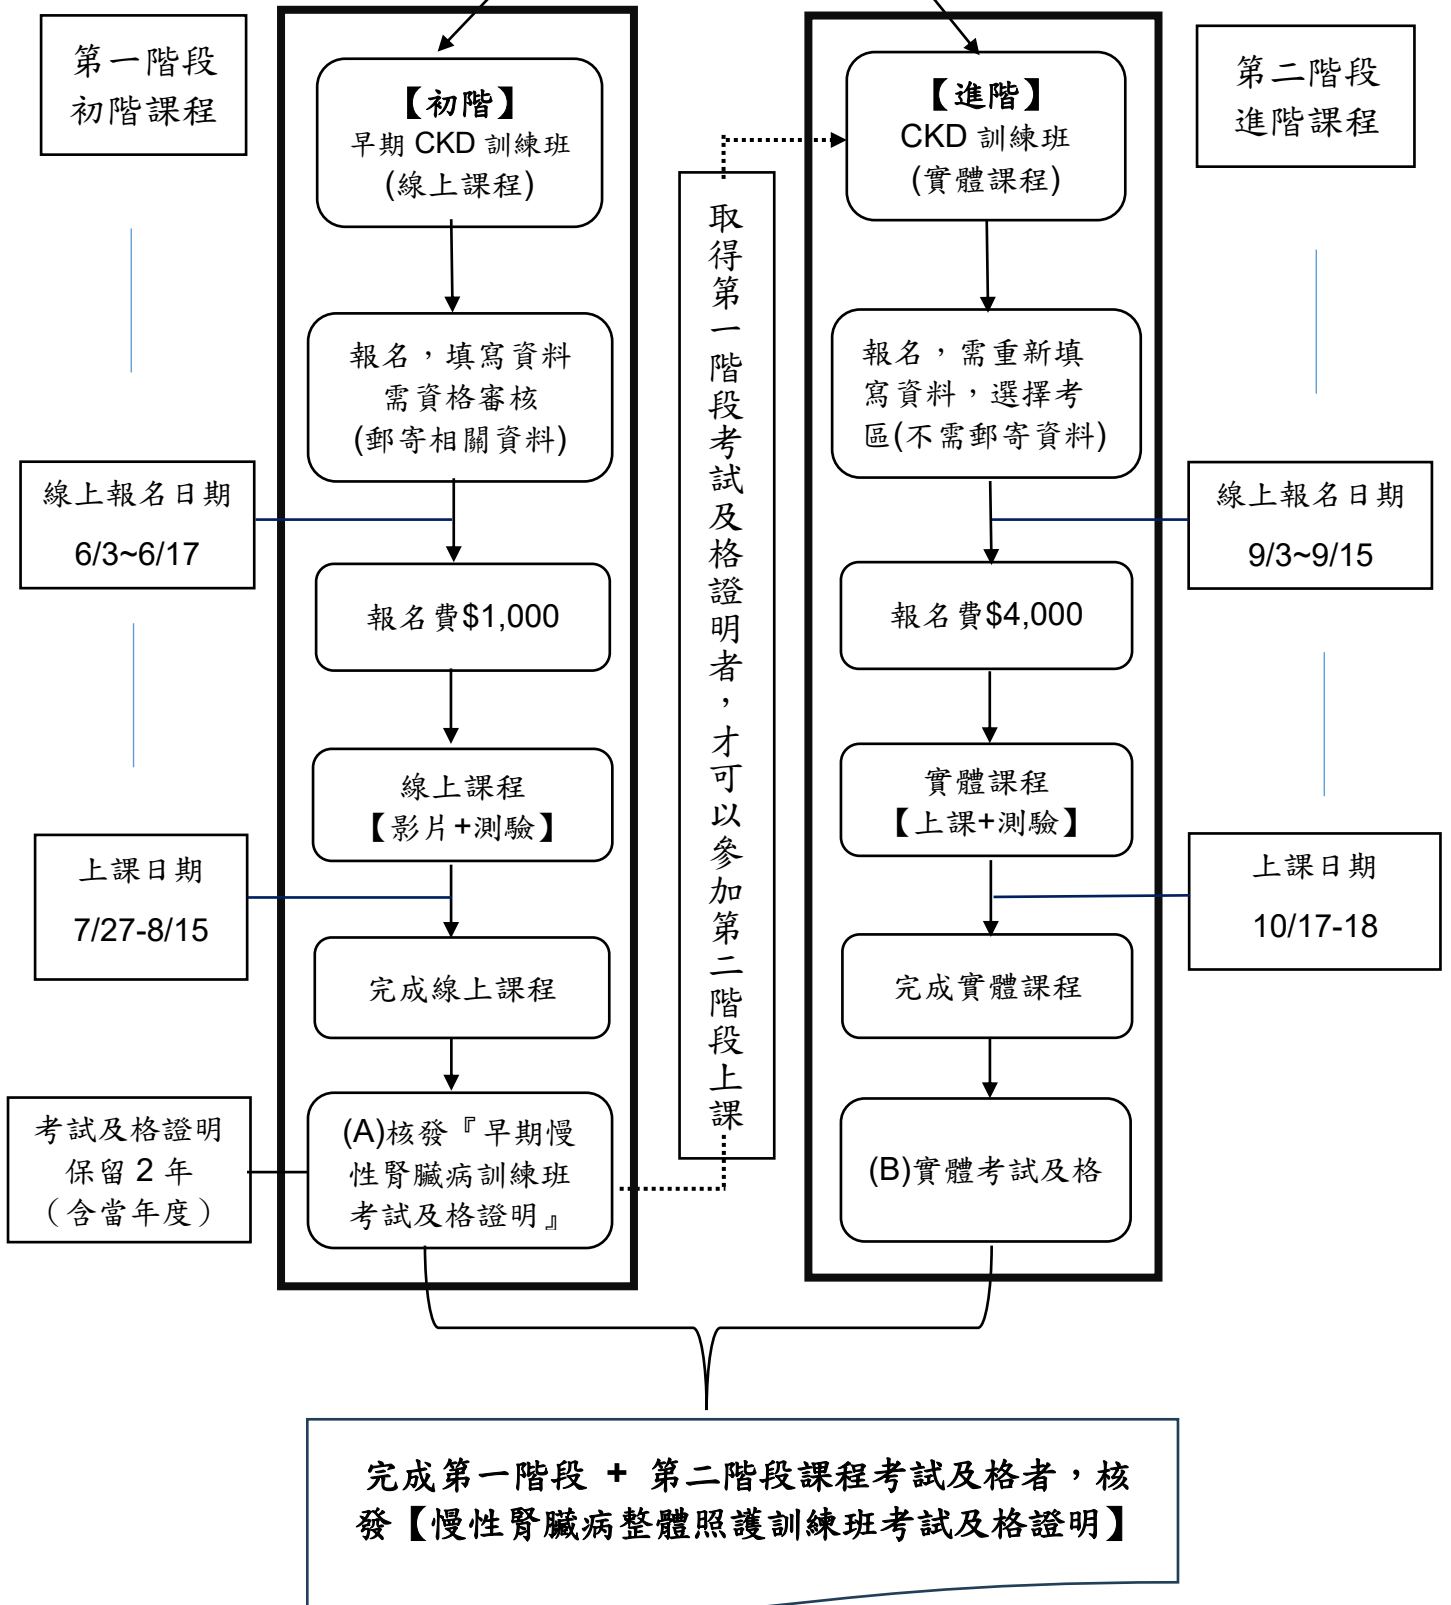 第一階段
初階課程
【初階】
早期 CKD 訓練班
(線上課程)
報名，填寫資料
需資格審核
(郵寄相關資料)
線上報名日期
6/3~6/17
報名費$1,000
線上課程
【影片+測驗】
上課日期
7/27-8/15
完成線上課程
考試及格證明
保留 2 年
（含當年度）
(A)核發『早期慢
性腎臟病訓練班
考試及格證明』
取得第一階段考試及格證明者，才可以參加第二階段上課
【進階】
CKD 訓練班
(實體課程)
第二階段
進階課程
報名，需重新填
寫資料，選擇考
區(不需郵寄資料)
線上報名日期
9/3~9/15
報名費$4,000
實體課程
【上課+測驗】
上課日期
10/17-18
完成實體課程
(B)實體考試及格
完成第一階段 + 第二階段課程考試及格者，核
發【慢性腎臟病整體照護訓練班考試及格證明】